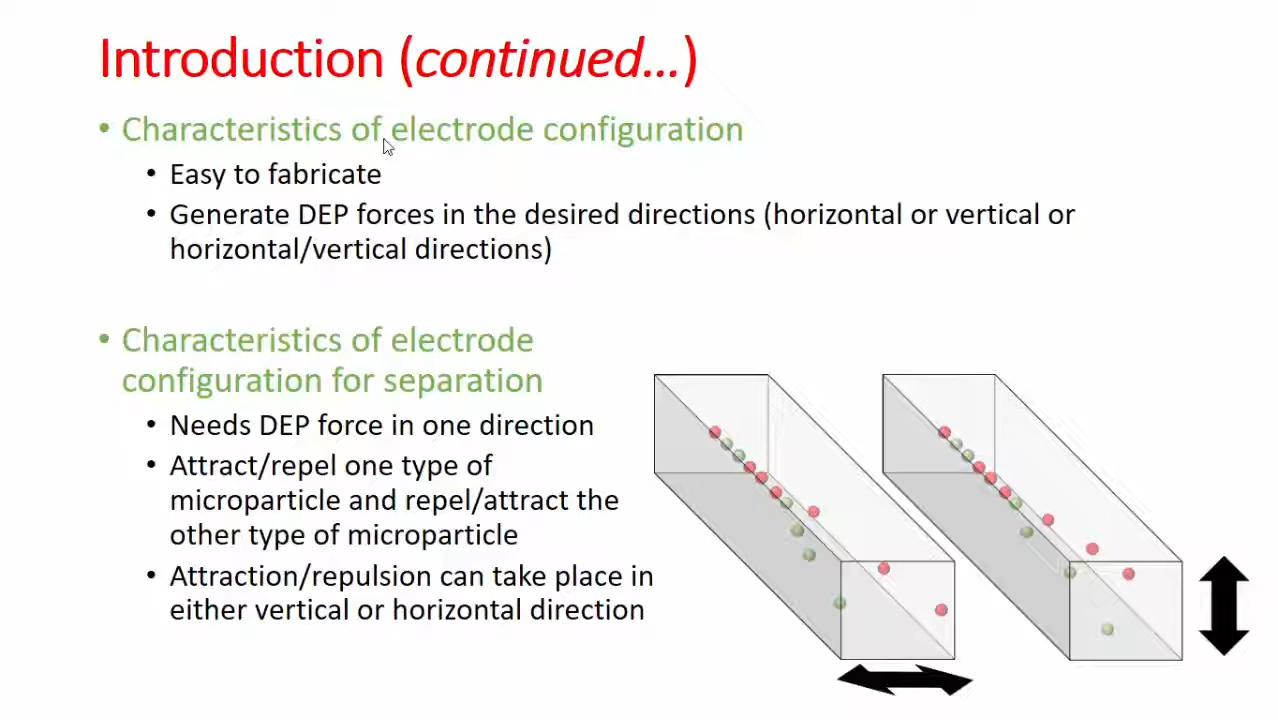 Introduction (continued...)
• Characteristics of electrode configuration
• Easy to fabricate
• Generate DEP forces in the desired directions (horizontal or vertical or
horizontal/vertical directions)
• Characteristics of electrode
configuration for separation
• Needs DEP force in one direction
• Attract/repel one type of
microparticle and repel/attract the
other type of microparticle
• Attraction/repulsion can take place in
either vertical or horizontal direction